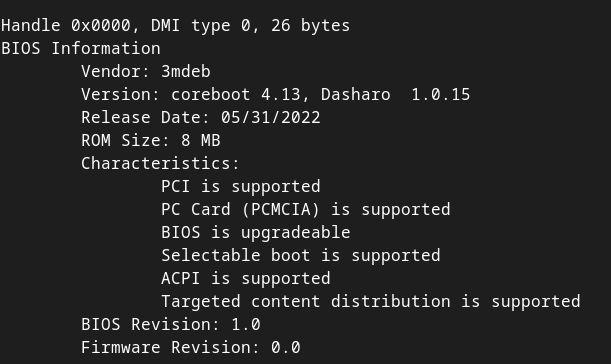 Handle 0x0000, DMI type 0, 26 bytes
BIOS Information
Vendor: 3mdeb
Version: coreboot 4.13, Dasharo  1.0.15
Release Date: 05/31/2022
ROM Size: 8 MB
Characteristics:
PCI is supported
PC Card (PCMCIA) is supported
BIOS is upgradeable
Selectable boot is supported
ACPI is supported
Targeted content distribution is supported
BIOS Revision: 1.0
Firmware Revision: 0.0